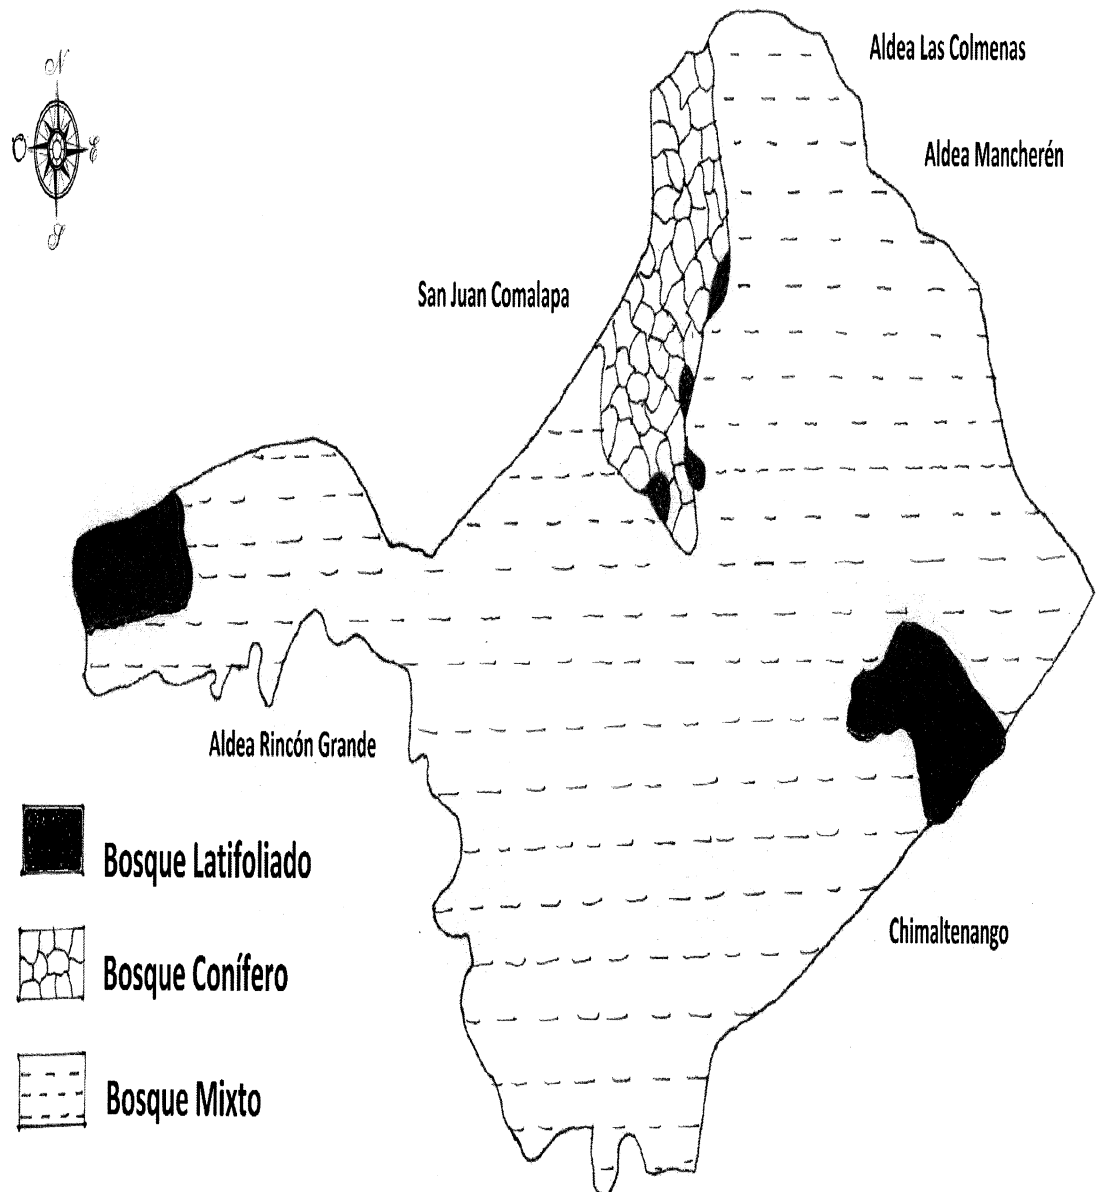 Aldea Las Colmenas
N
O
E
Aldea Mancherén
S
San Juan Comalapa
Aldea Rincón Grande
Bosque Latifoliado
Chimaltenango
Bosque Conífero
Bosque Mixto